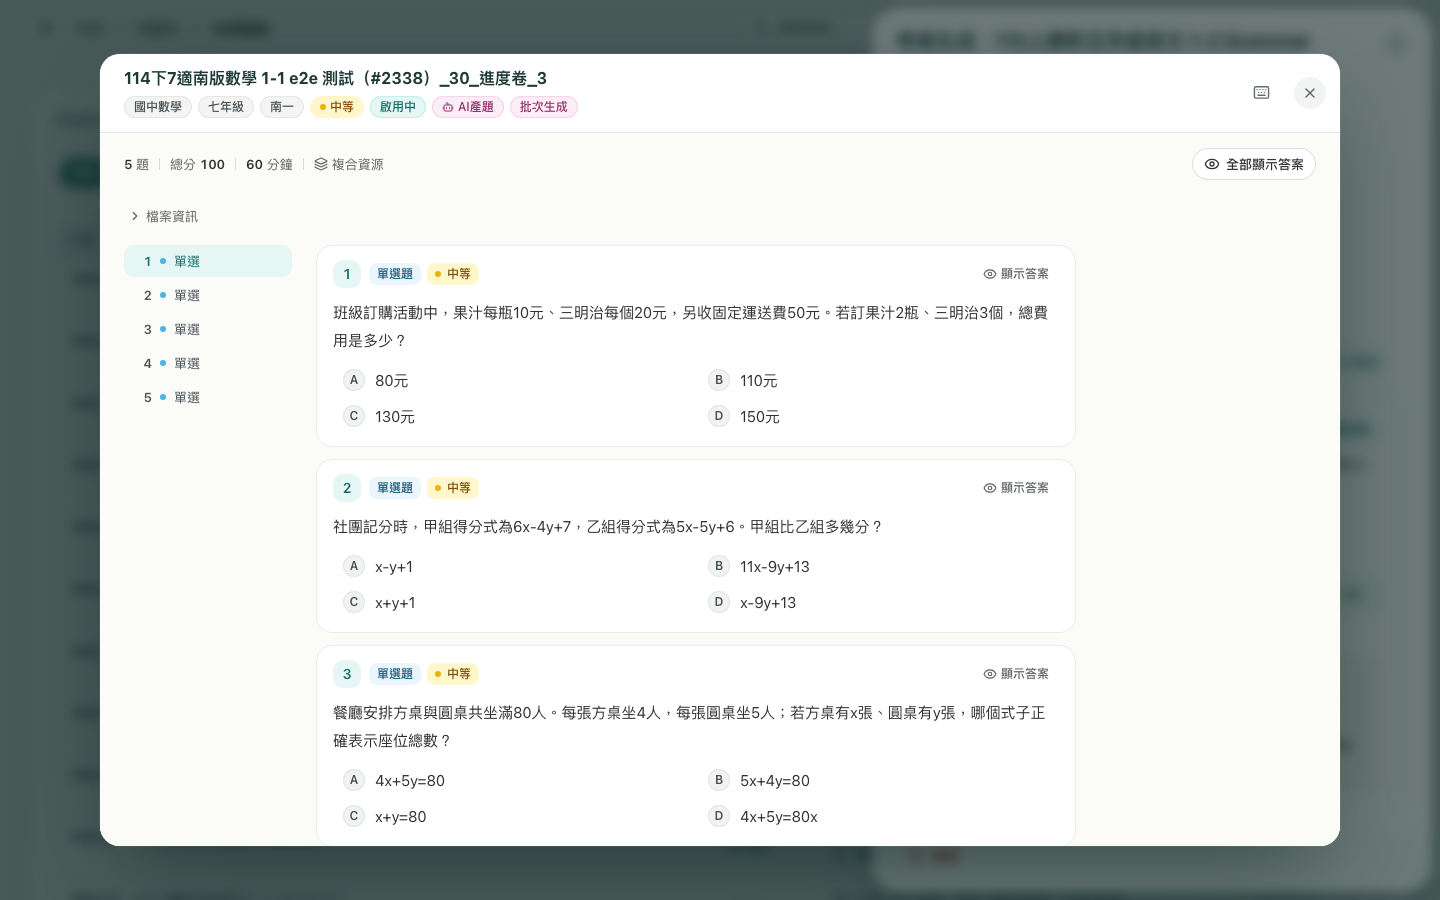 114下7適南版數學 1-1 e2e 測試（#2338）_30_進度卷_3
國中數學 七年級 南一 中等 啟用中 AI產題 批次生成
5 題 總分 100 60 分鐘 複合資源 全部顯示答案
檔案資訊
1 單選
2 單選
3 單選
4 單選
5 單選
1 單選題 中等 顯示答案
班級訂購活動中，果汁每瓶10元、三明治每個20元，另收固定運送費50元。若訂果汁2瓶、三明治3個，總費
用是多少？
A 80元 B 110元
C 130元 D 150元
2 單選題 中等 顯示答案
社團記分時，甲組得分式為6x-4y+7，乙組得分式為5x-5y+6。甲組比乙組多幾分？
A x-y+1 B 11x-9y+13
C x+y+1 D x-9y+13
3 單選題 中等 顯示答案
餐廳安排方桌與圓桌共坐滿80人。每張方桌坐4人，每張圓桌坐5人；若方桌有x張、圓桌有y張，哪個式子正
確表示座位總數？
A 4x+5y=80 B 5x+4y=80
C x+y=80 D 4x+5y=80x